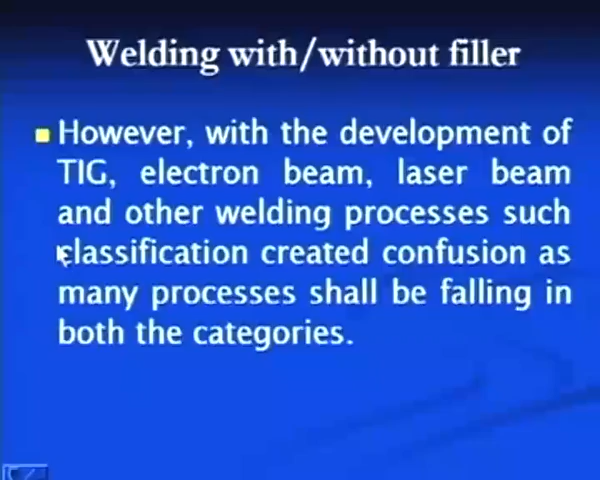 Welding with/without filler
However, with the development of
TIG, electron beam, laser beam
and other welding processes such
classification created confusion as
many processes shall be falling in
both the categories.